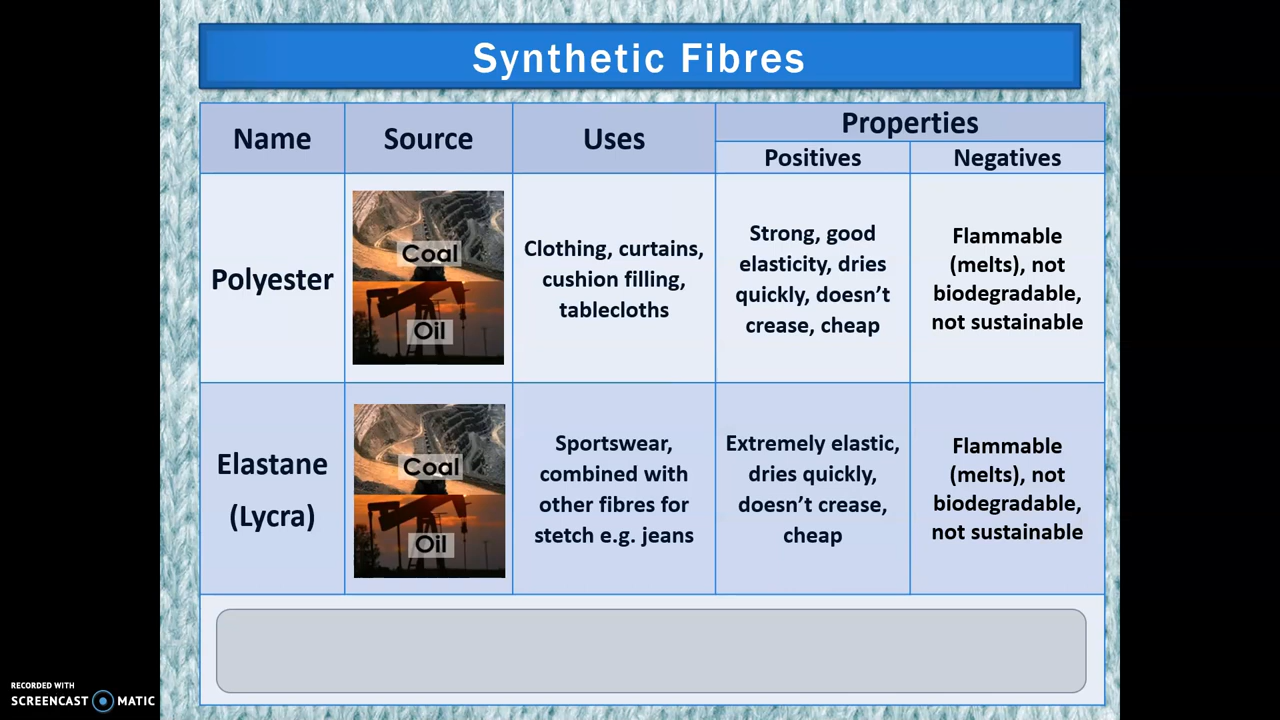 Synthetic Fibres
Name
Source
Uses
Properties
Positives
Negatives
Polyester
Coal
Oil
Clothing, curtains,
cushion filling,
tablecloths
Strong, good
elasticity, dries
quickly, doesn't
crease, cheap
Flammable
(melts), not
biodegradable,
not sustainable
Elastane
(Lycra)
Coal
Oil
Sportswear,
combined with
other fibres for
stretch e.g. jeans
Extremely elastic,
dries quickly,
doesn't crease,
cheap
Flammable
(melts), not
biodegradable,
not sustainable
RECORDED WITH
SCREENCAST MATIC